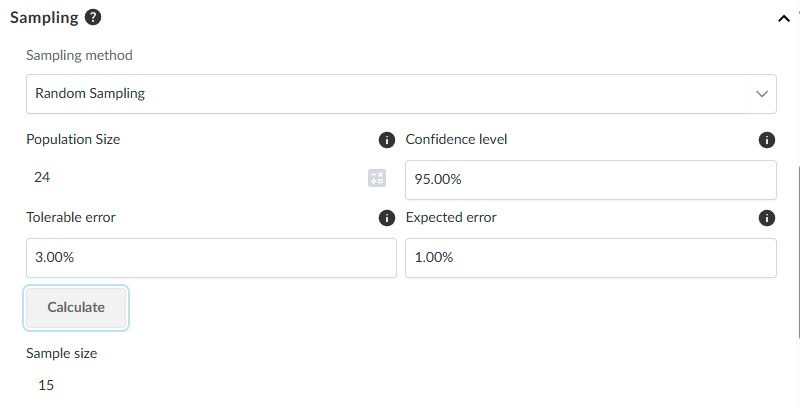 Sampling ?
Sampling method
Random Sampling
Population Size i Confidence level i
24 95.00%
Tolerable error i Expected error i
3.00% 1.00%
Calculate
Sample size
15